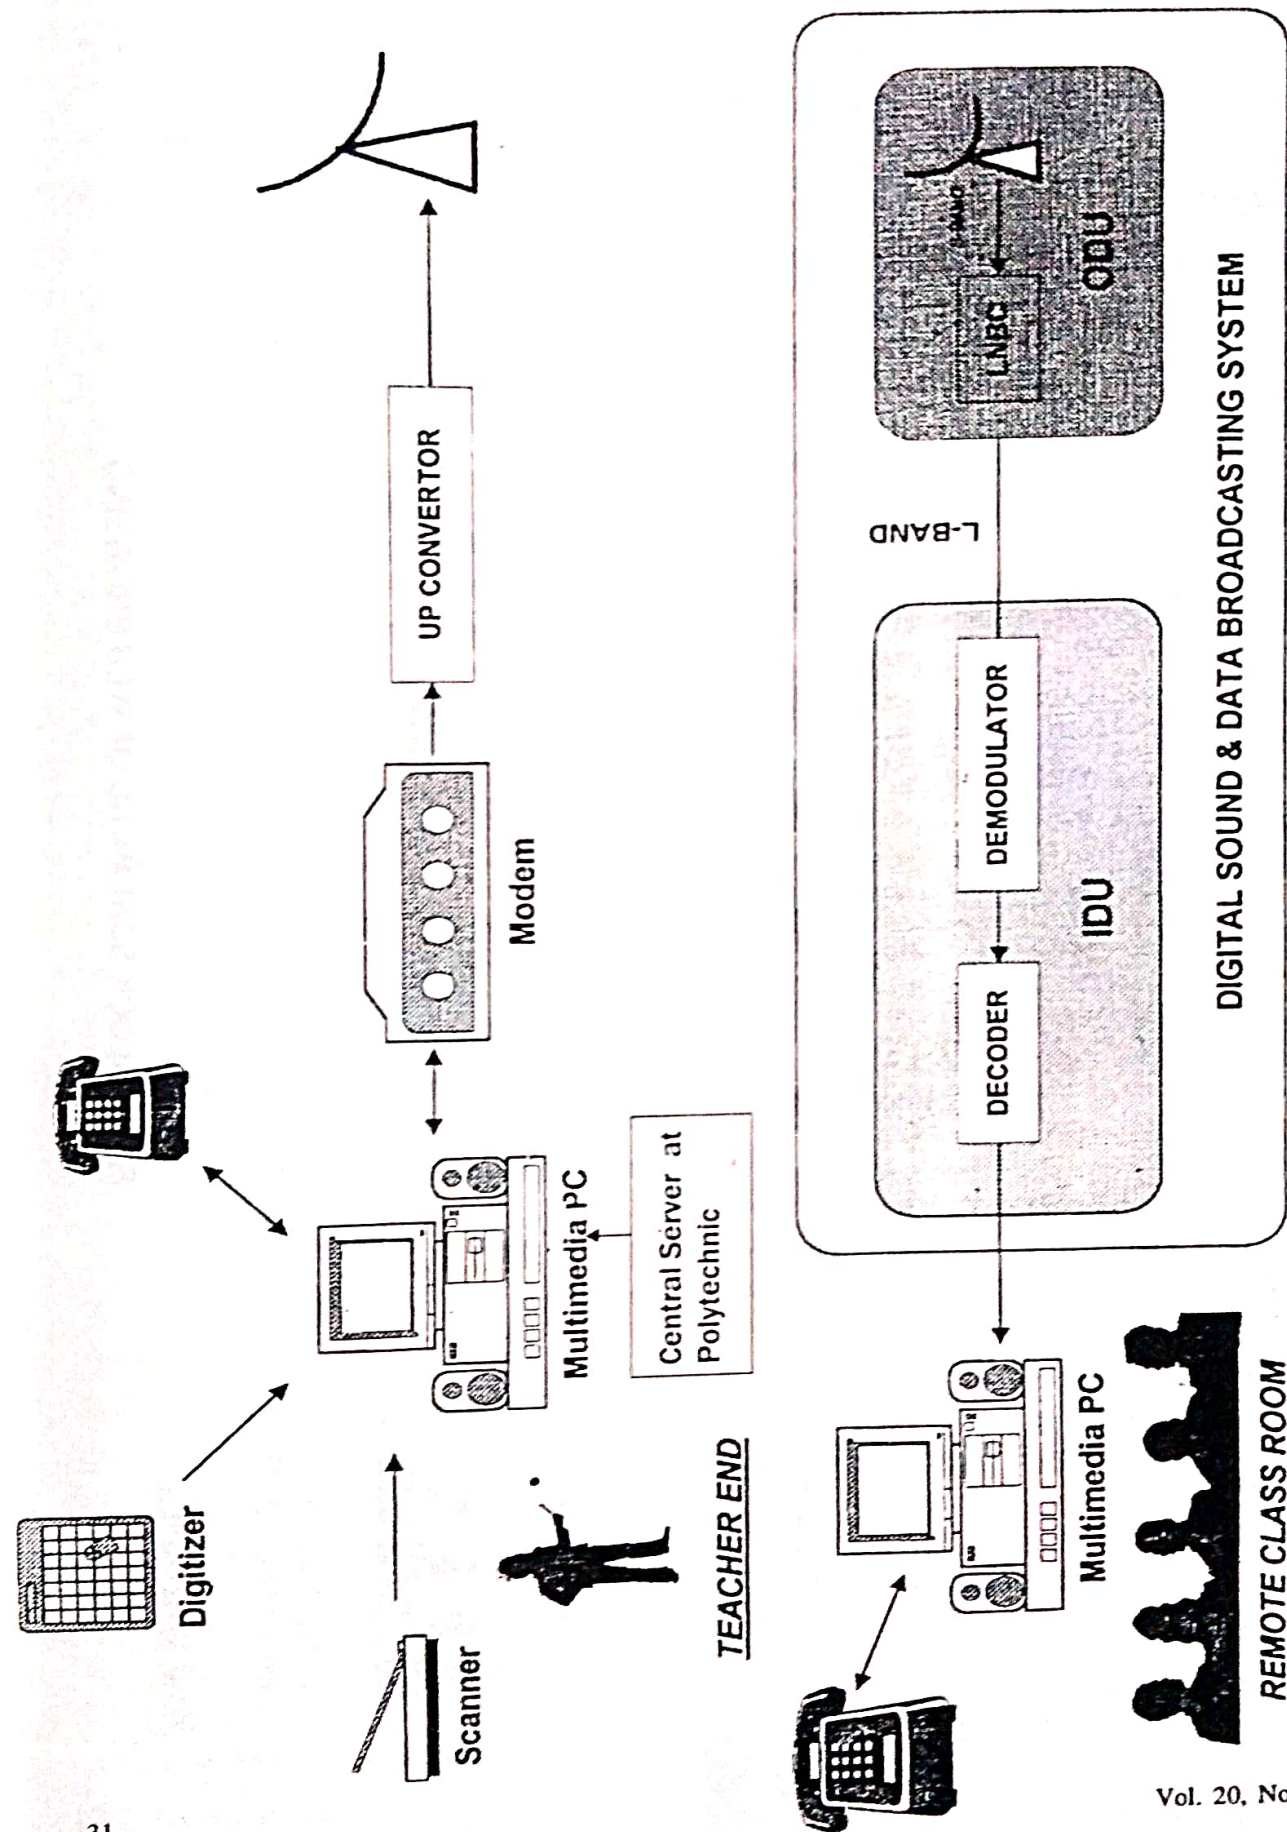 Digitizer
Scanner
Multimedia PC
Central Server at
Polytechnic
Modem
UP CONVERTOR
TEACHER END
Multimedia PC
REMOTE CLASS ROOM
DECODER
DEMODULATOR
IDU
L-BAND
LNBC
ODU
DIGITAL SOUND & DATA BROADCASTING SYSTEM
Vol. 20, No
31